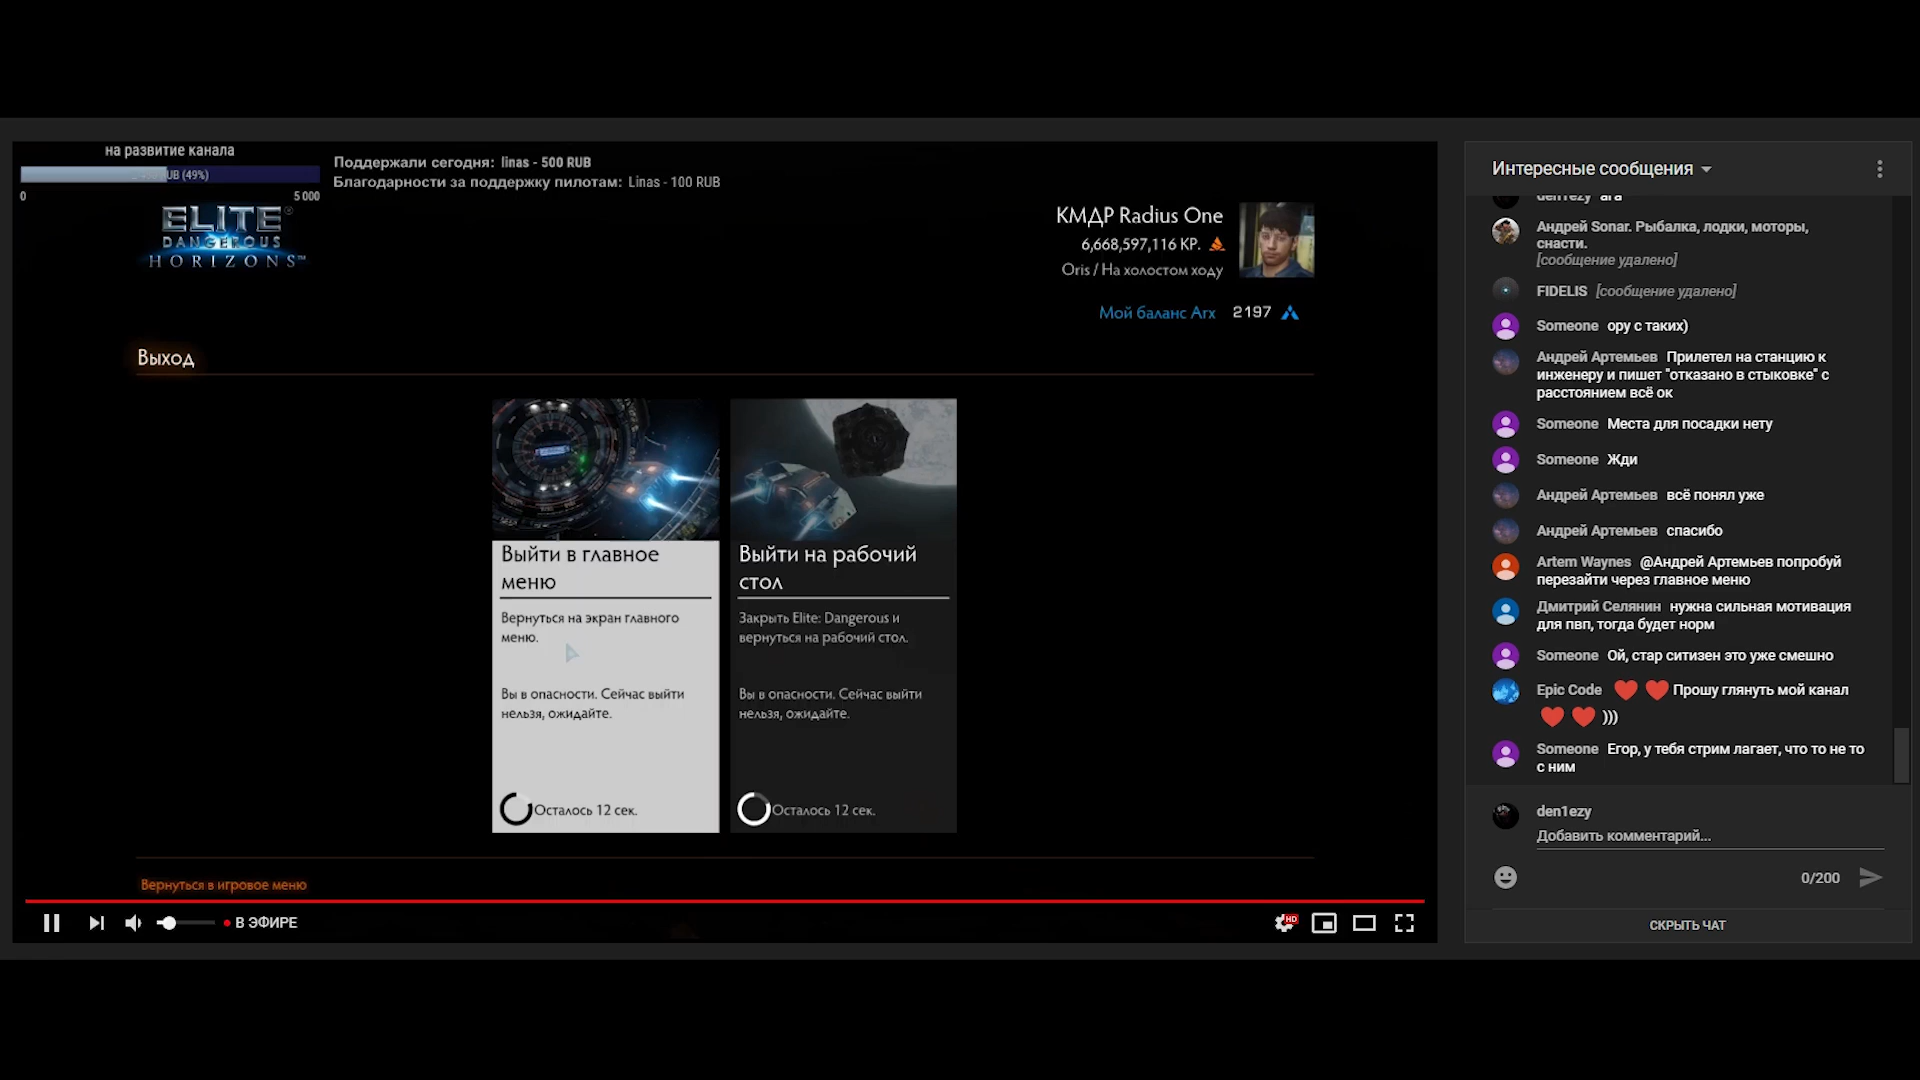 на развитие канала
RUB (49%)
0
5 000
Поддержали сегодня: linas - 500 RUB
Благодарности за поддержку пилотам: Linas - 100 RUB
ELITE
DANGEROUS
HORIZONS™
КМДР Radius One
6,668,597,116 КР.
Oris / На холостом ходу
Мой баланс Arx 2197
Выход
Выйти в главное
меню
Вернуться на экран главного
меню.
Вы в опасности. Сейчас выйти
нельзя, ожидайте.
Осталось 12 сек.
Выйти на рабочий
стол
Закрыть Elite: Dangerous и
вернуться на рабочий стол.
Вы в опасности. Сейчас выйти
нельзя, ожидайте.
Осталось 12 сек.
Вернуться в игровое меню
В ЭФИРЕ
HD
Интересные сообщения
den1ezy ага
Андрей Sonar. Рыбалка, лодки, моторы,
снасти.
[сообщение удалено]
FIDELIS [сообщение удалено]
Someone ору с таких)
Андрей Артемьев Прилетел на станцию к
инженеру и пишет "отказано в стыковке" с
расстоянием всё ок
Someone Места для посадки нету
Someone Жди
Андрей Артемьев всё понял уже
Андрей Артемьев спасибо
Artem Waynes @Андрей Артемьев попробуй
перезайти через главное меню
Дмитрий Селянин нужна сильная мотивация
для пвп, тогда будет норм
Someone Ой, стар ситизен это уже смешно
Epic Code ❤️ ❤️ Прошу глянуть мой канал
❤️ ❤️ )))
Someone Егор, у тебя стрим лагает, что то не то
с ним
den1ezy
Добавить комментарий...
0/200
СКРЫТЬ ЧАТ